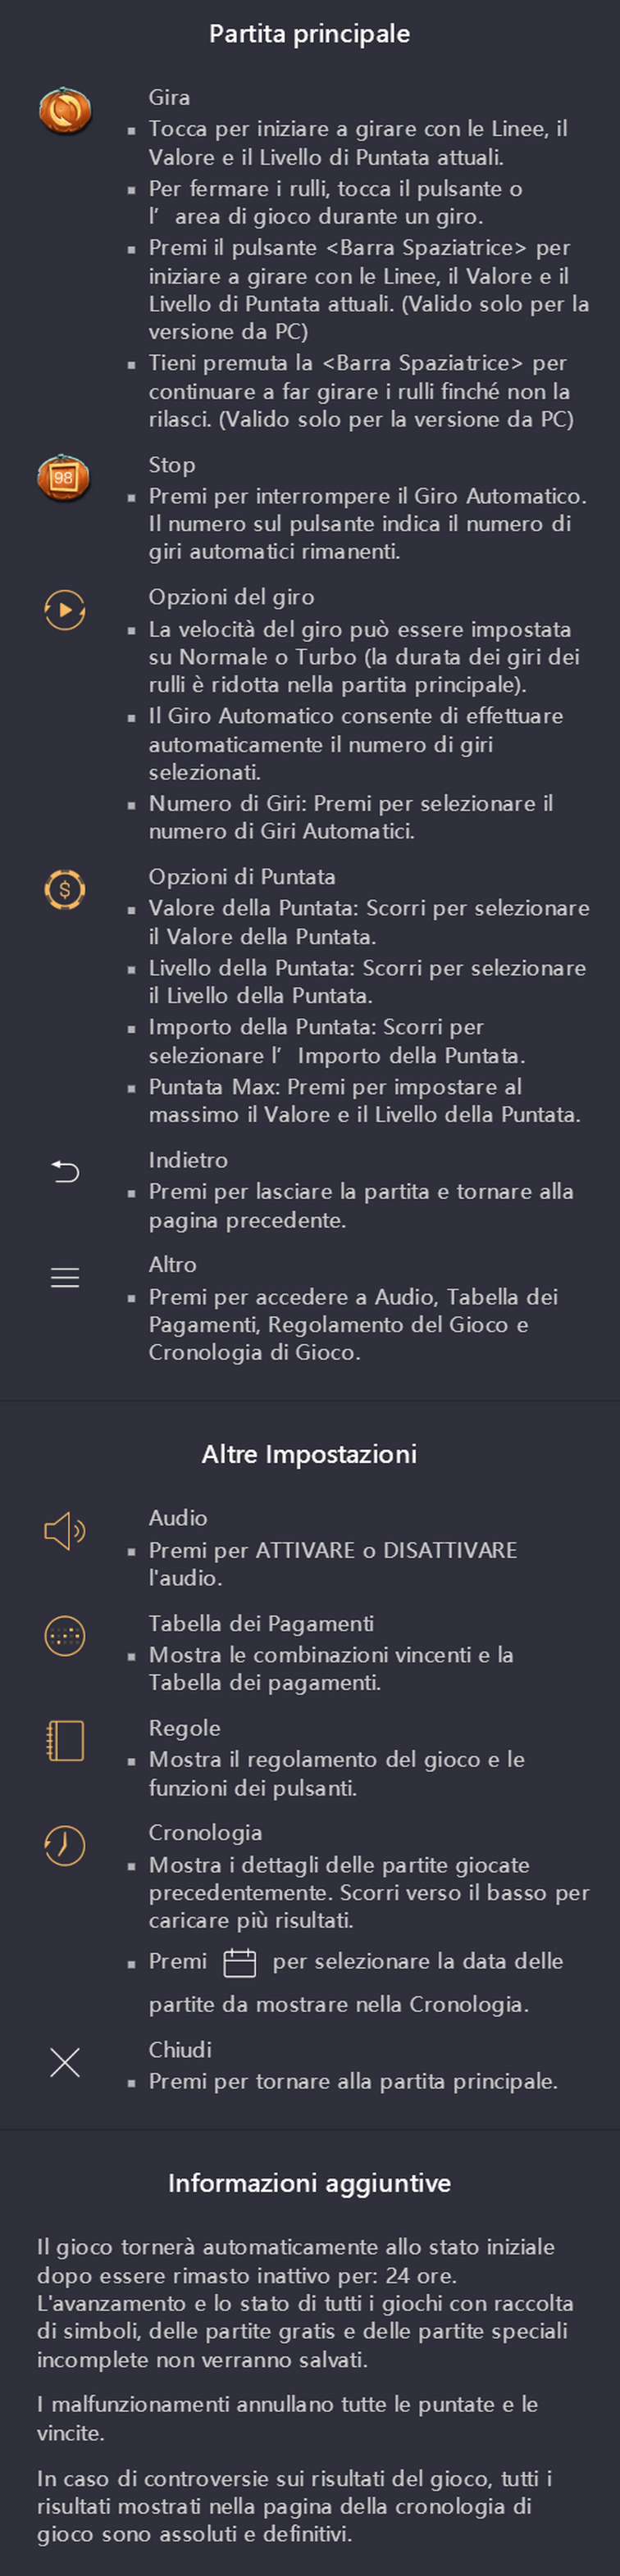 Partita principale
Gira
▪ Tocca per iniziare a girare con le Linee, il
Valore e il Livello di Puntata attuali.
▪ Per fermare i rulli, tocca il pulsante o
l’area di gioco durante un giro.
▪ Premi il pulsante <Barra Spaziatrice> per
iniziare a girare con le Linee, il Valore e il
Livello di Puntata attuali. (Valido solo per la
versione da PC)
▪ Tieni premuta la <Barra Spaziatrice> per
continuare a far girare i rulli finché non la
rilasci. (Valido solo per la versione da PC)
98
Stop
▪ Premi per interrompere il Giro Automatico.
Il numero sul pulsante indica il numero di
giri automatici rimanenti.
Opzioni del giro
▪ La velocità del giro può essere impostata
su Normale o Turbo (la durata dei giri dei
rulli è ridotta nella partita principale).
▪ Il Giro Automatico consente di effettuare
automaticamente il numero di giri
selezionati.
▪ Numero di Giri: Premi per selezionare il
numero di Giri Automatici.
$
Opzioni di Puntata
▪ Valore della Puntata: Scorri per selezionare
il Valore della Puntata.
▪ Livello della Puntata: Scorri per selezionare
il Livello della Puntata.
▪ Importo della Puntata: Scorri per
selezionare l’Importo della Puntata.
▪ Puntata Max: Premi per impostare al
massimo il Valore e il Livello della Puntata.
Indietro
▪ Premi per lasciare la partita e tornare alla
pagina precedente.
Altro
▪ Premi per accedere a Audio, Tabella dei
Pagamenti, Regolamento del Gioco e
Cronologia di Gioco.
Altre Impostazioni
Audio
▪ Premi per ATTIVARE o DISATTIVARE
l'audio.
Tabella dei Pagamenti
▪ Mostra le combinazioni vincenti e la
Tabella dei pagamenti.
Regole
▪ Mostra il regolamento del gioco e le
funzioni dei pulsanti.
Cronologia
▪ Mostra i dettagli delle partite giocate
precedentemente. Scorri verso il basso per
caricare più risultati.
▪ Premi per selezionare la data delle
partite da mostrare nella Cronologia.
Chiudi
▪ Premi per tornare alla partita principale.
Informazioni aggiuntive
Il gioco tornerà automaticamente allo stato iniziale
dopo essere rimasto inattivo per: 24 ore.
L'avanzamento e lo stato di tutti i giochi con raccolta
di simboli, delle partite gratis e delle partite speciali
incomplete non verranno salvati.
I malfunzionamenti annullano tutte le puntate e le
vincite.
In caso di controversie sui risultati del gioco, tutti i
risultati mostrati nella pagina della cronologia di
gioco sono assoluti e definitivi.